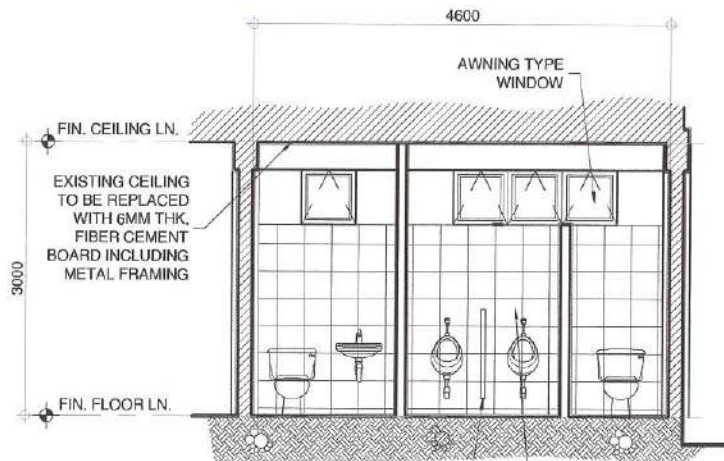 4600
AWNING TYPE
WINDOW
FIN. CEILING LN.
EXISTING CEILING
TO BE REPLACED
WITH 6MM THK.
FIBER CEMENT
BOARD INCLUDING
METAL FRAMING
3000
FIN. FLOOR LN.